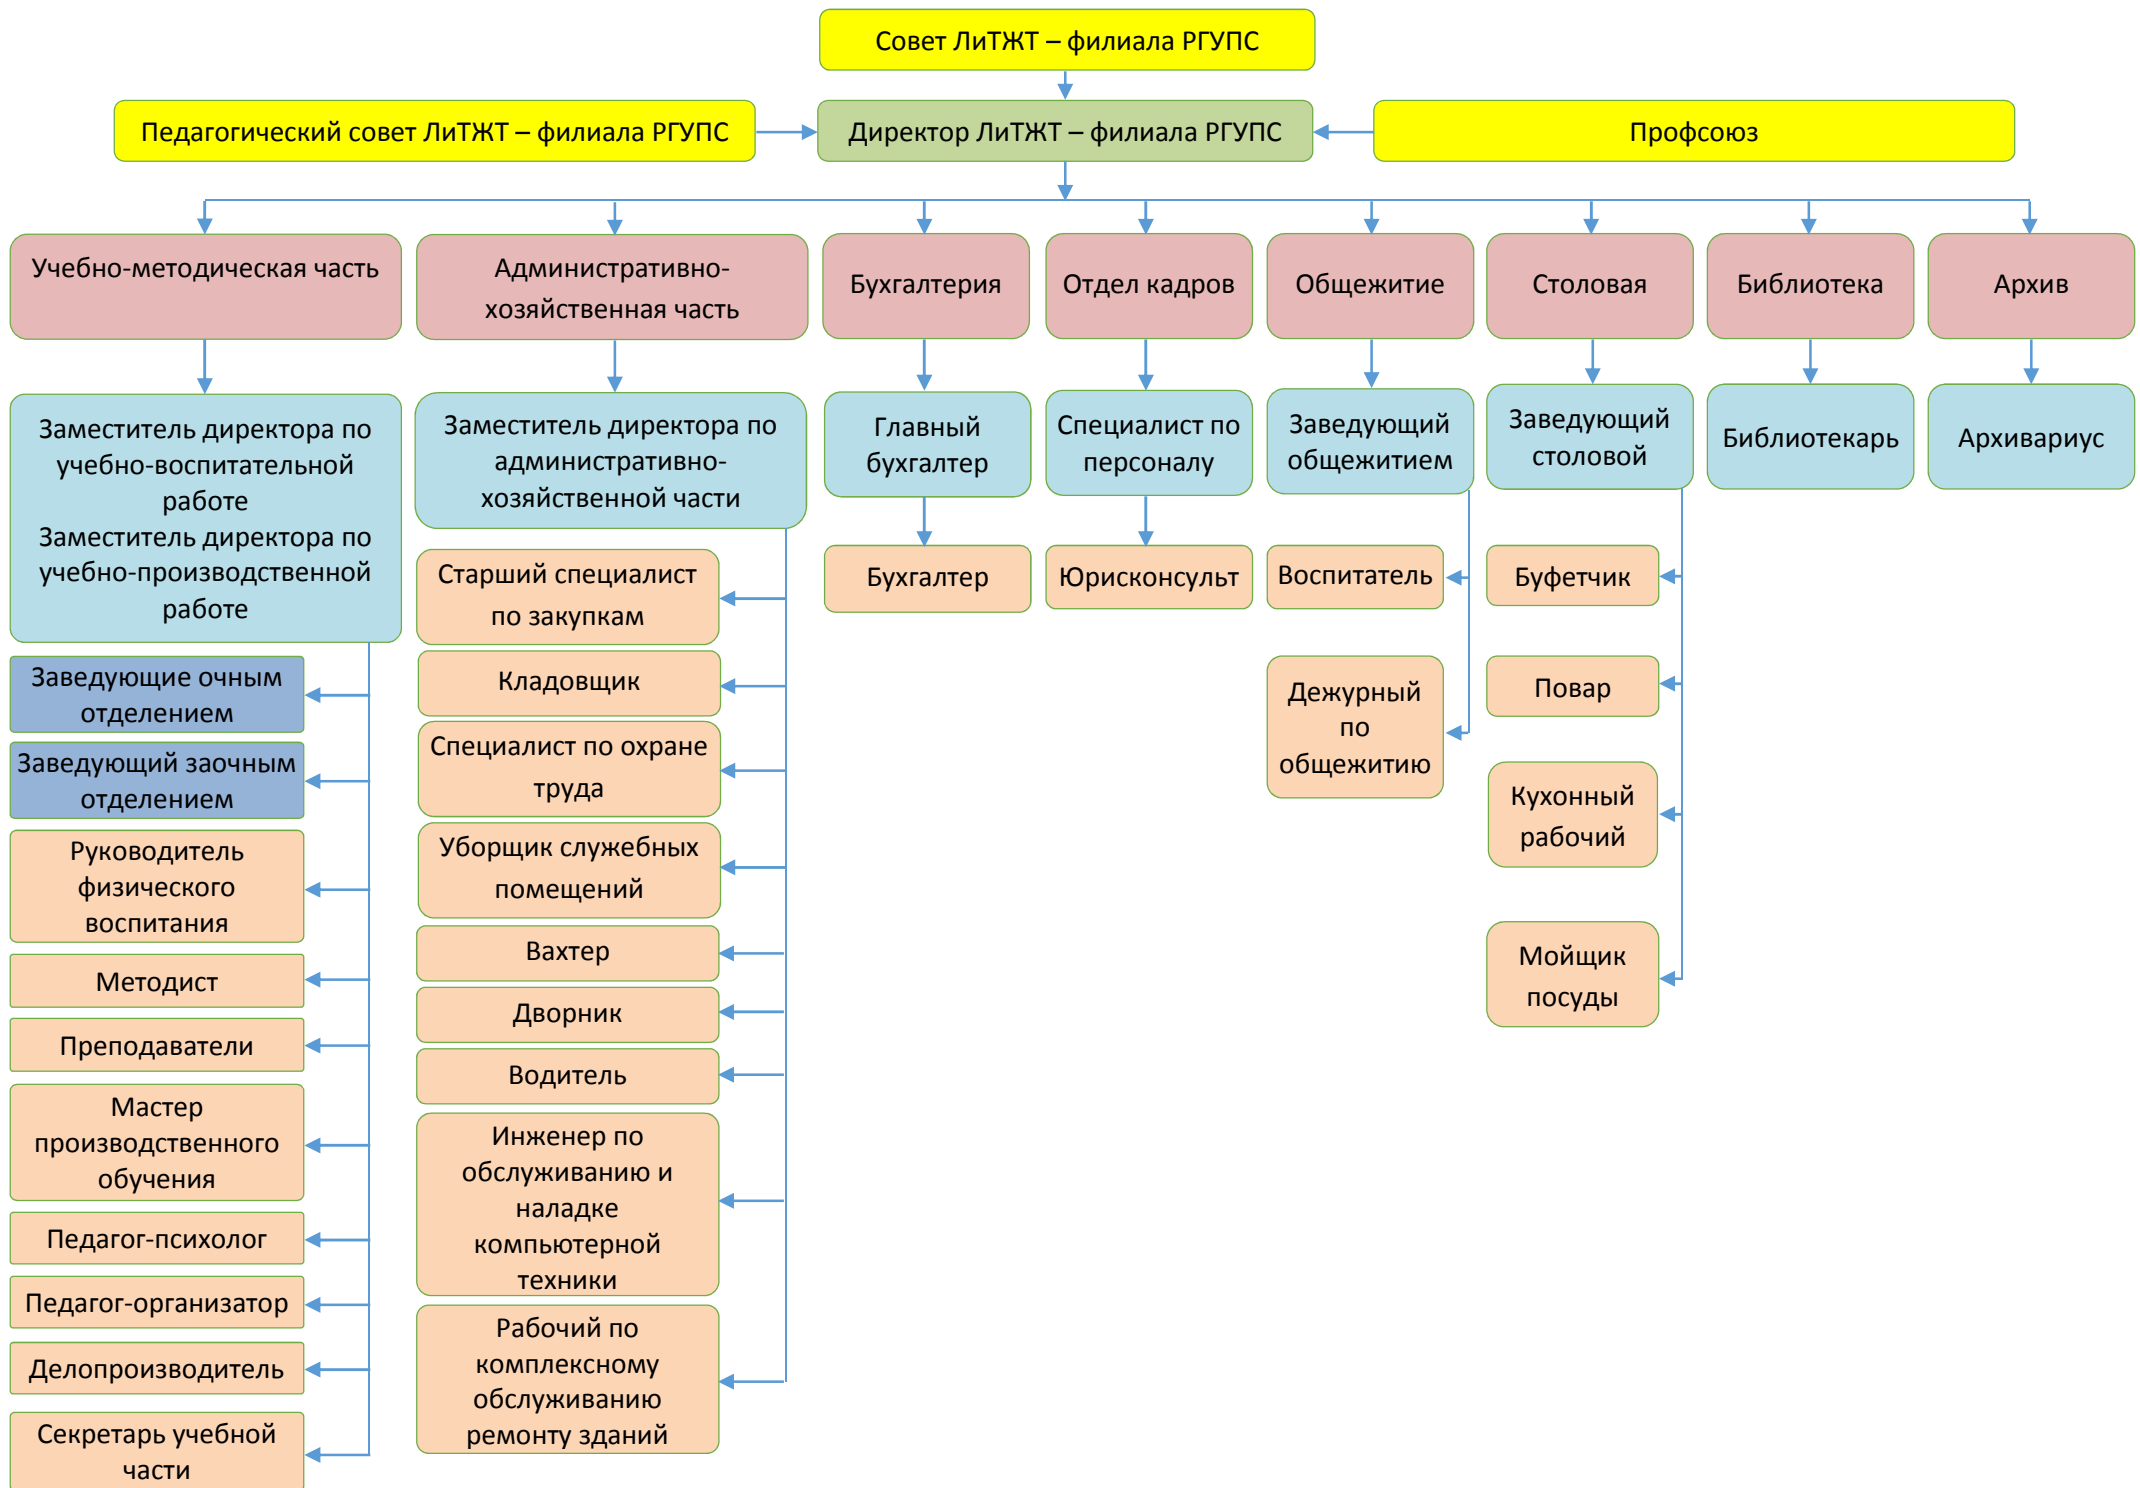 Совет ЛиТЖТ – филиала РГУПС
Педагогический совет ЛиТЖТ – филиала РГУПС
Директор ЛиТЖТ – филиала РГУПС
Профсоюз
Учебно-методическая часть
Административно-
хозяйственная часть
Бухгалтерия
Отдел кадров
Общежитие
Столовая
Библиотека
Архив
Заместитель директора по
учебно-воспитательной
работе
Заместитель директора по
учебно-производственной
работе
Заместитель директора по
административно-
хозяйственной части
Главный
бухгалтер
Специалист по
персоналу
Заведующий
общежитием
Заведующий
столовой
Библиотекарь
Архивариус
Заведующие очным
отделением
Заведующий заочным
отделением
Руководитель
физического
воспитания
Методист
Преподаватели
Мастер
производственного
обучения
Педагог-психолог
Педагог-организатор
Делопроизводитель
Секретарь учебной
части
Старший специалист
по закупкам
Кладовщик
Специалист по охране
труда
Уборщик служебных
помещений
Вахтер
Дворник
Водитель
Инженер по
обслуживанию и
наладке
компьютерной
техники
Рабочий по
комплексному
обслуживанию
ремонту зданий
Бухгалтер
Юрисконсульт
Воспитатель
Дежурный
по
общежитию
Буфетчик
Повар
Кухонный
рабочий
Мойщик
посуды